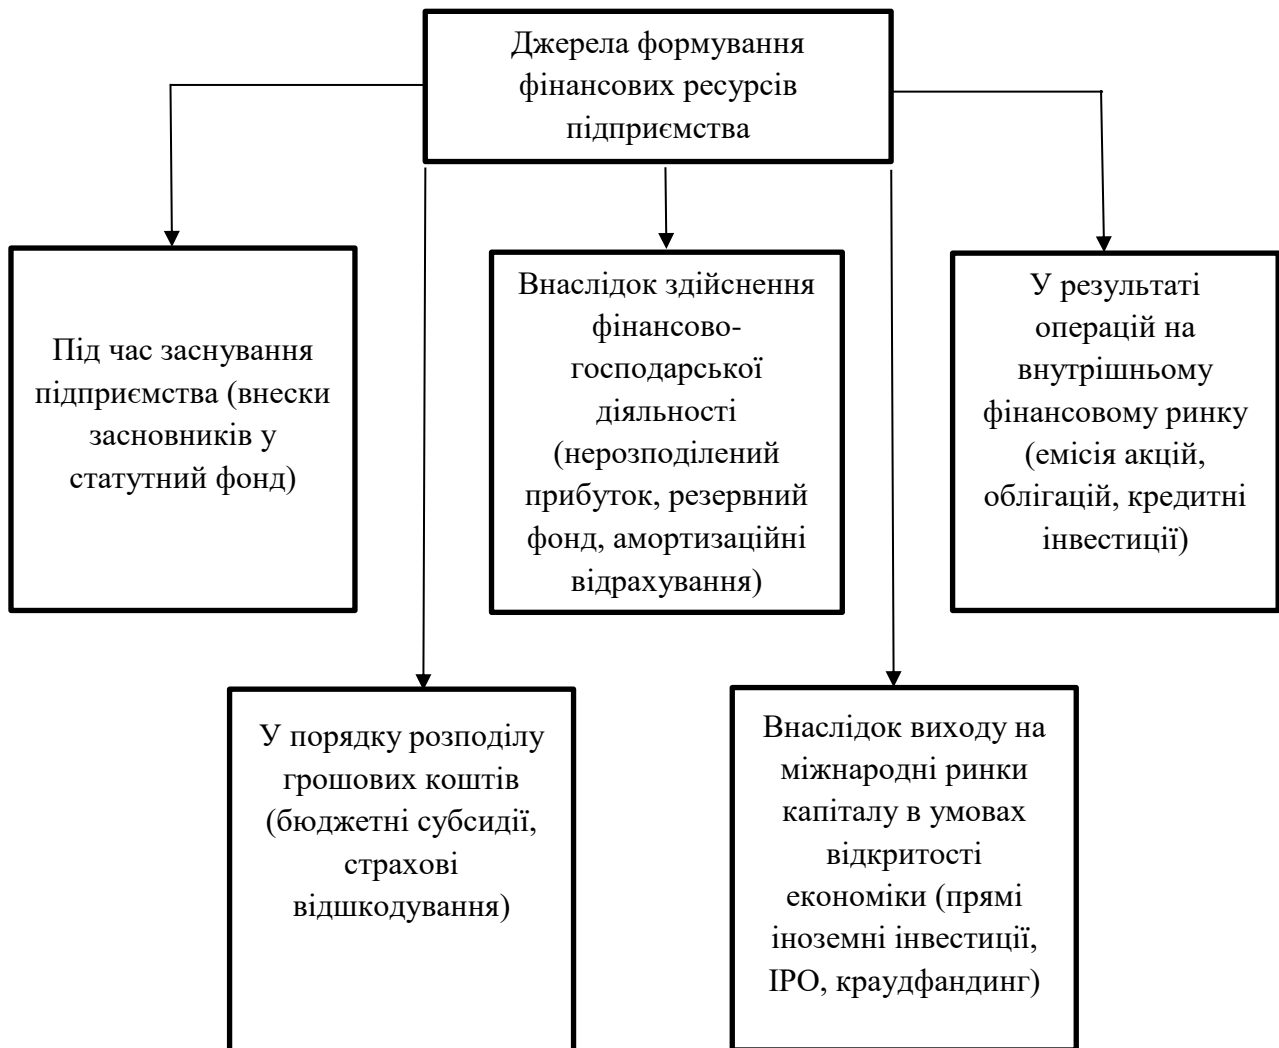 Джерела формування
фінансових ресурсів
підприємства
Під час заснування
підприємства (внески
засновників у
статутний фонд)
Внаслідок здійснення
фінансово-
господарської
діяльності
(нерозподілений
прибуток, резервний
фонд, амортизаційні
відрахування)
У результаті
операцій на
внутрішньому
фінансовому ринку
(емісія акцій,
облігацій, кредитні
інвестиції)
У порядку розподілу
грошових коштів
(бюджетні субсидії,
страхові
відшкодування)
Внаслідок виходу на
міжнародні ринки
капіталу в умовах
відкритості
економіки (прямі
іноземні інвестиції,
ІРО, краудфандинг)